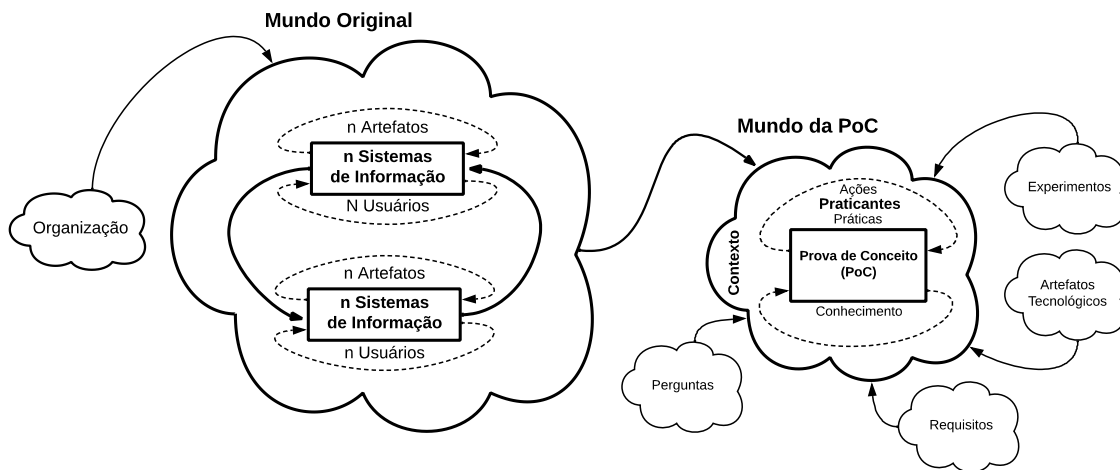 Mundo Original
n Artefatos
n Sistemas
de Informação
N Usuários
Organização
n Artefatos
n Sistemas
de Informação
n Usuários
Mundo da PoC
Ações
Praticantes
Práticas
Contexto
Prova de Conceito
(PoC)
Conhecimento
Experimentos
Artefatos
Tecnológicos
Perguntas
Requisitos